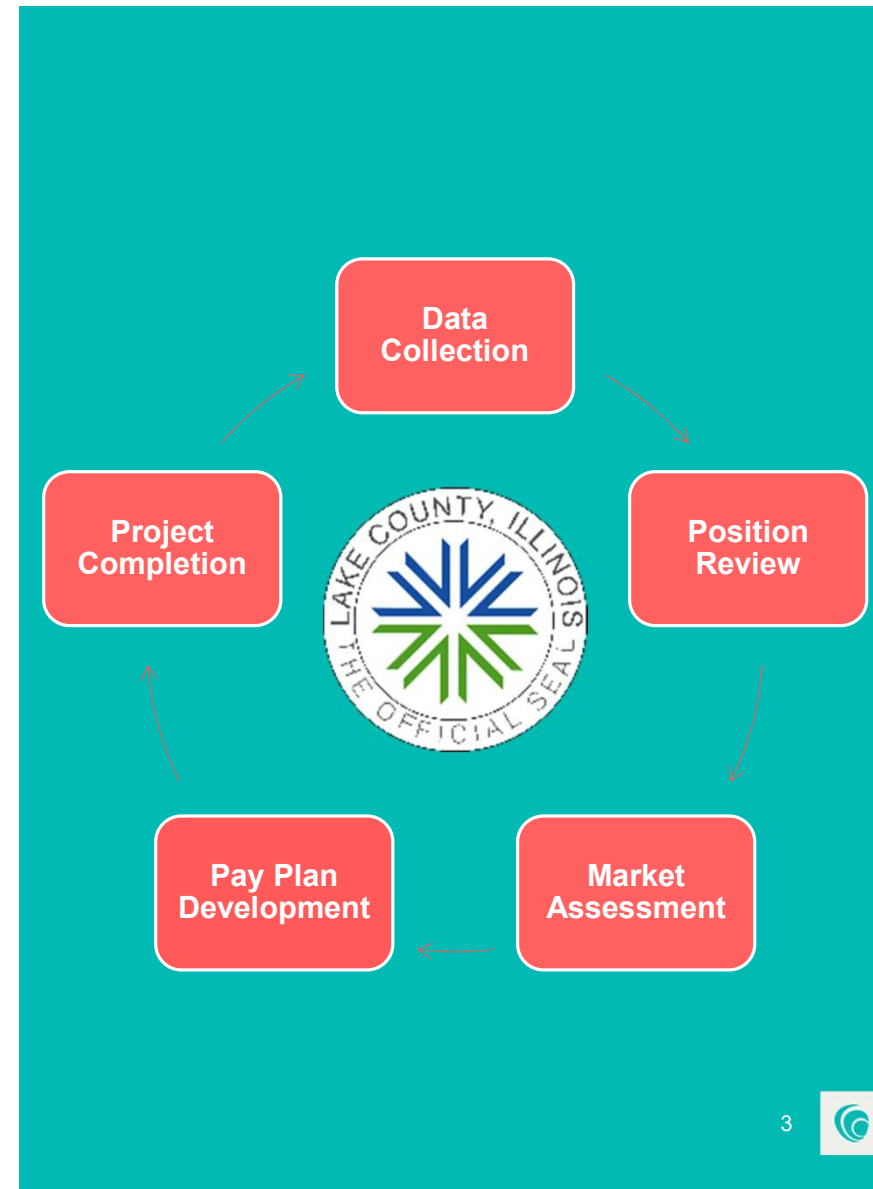 Data
Collection
Project
Completion
Position
Review
LAKE COUNTY, ILLINOIS
THE OFFICIAL SEAL
Pay Plan
Development
Market
Assessment
3